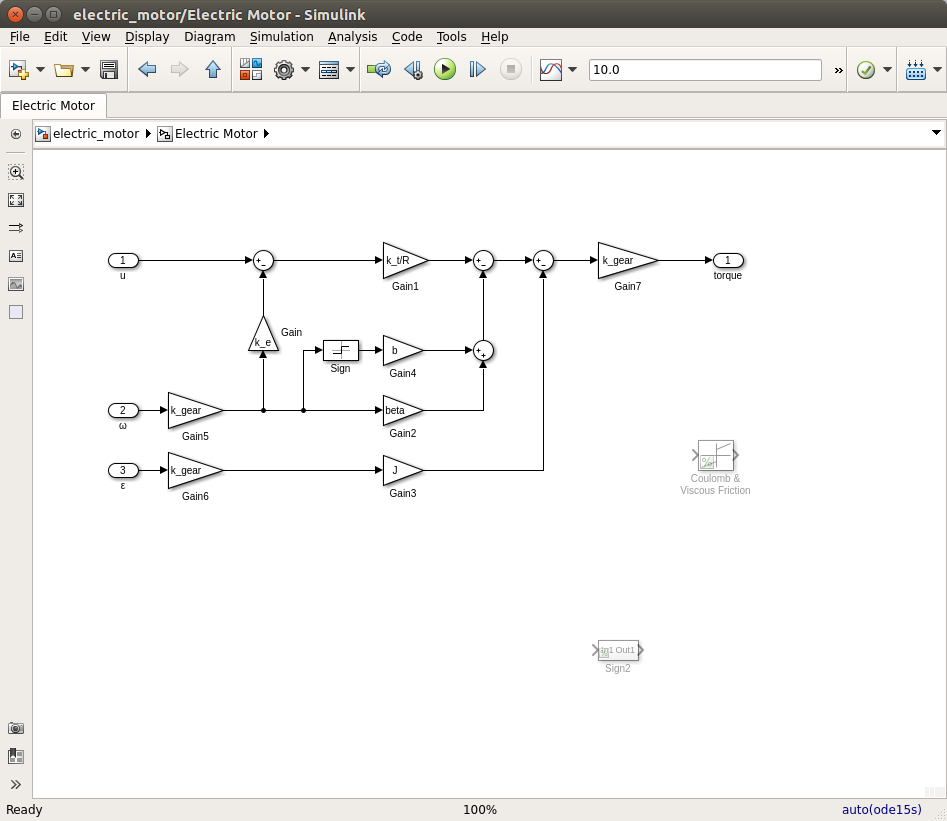 electric_motor/Electric Motor - Simulink
File Edit View Display Diagram Simulation Analysis Code Tools Help
10.0 »
Electric Motor
electric_motor Electric Motor
1
u
+
-
k_t/R
Gain1
+
-
+
-
k_gear
Gain7
1
torque
k_e
Gain
Sign
b
Gain4
+
+
2
ω
k_gear
Gain5
beta
Gain2
3
ε
k_gear
Gain6
J
Gain3
Coulomb &
Viscous Friction
In1 Out1
Sign2
Ready 100% auto(ode15s)